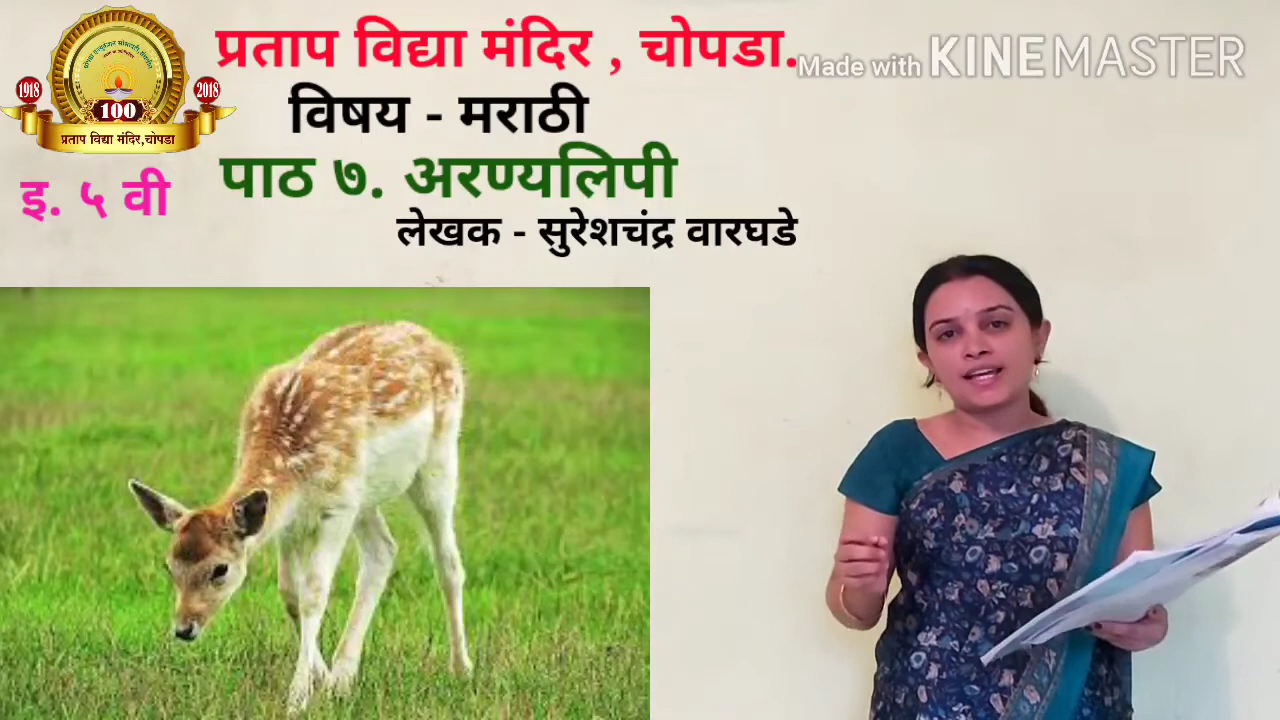 प्रताप विद्या मंदिर , चोपडा.
Made with KINEMASTER
विषय - मराठी
पाठ ७. अरण्यलिपी
इ. ५ वी
लेखक - सुरेशचंद्र वारघडे
1918
2018
100
प्रताप विद्या मंदिर,चोपडा